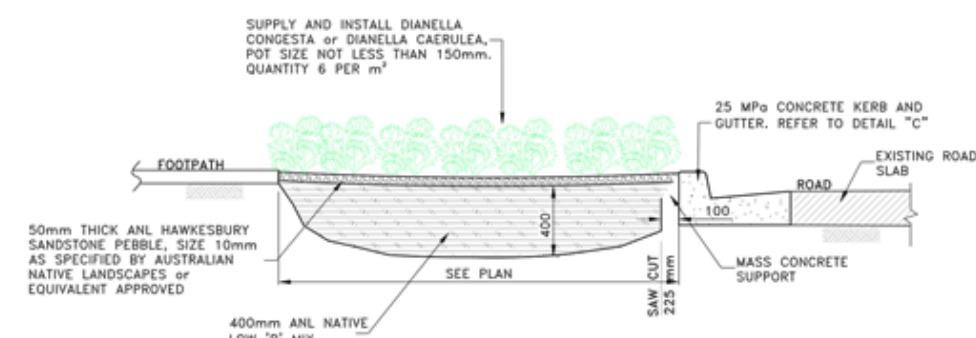 SUPPLY AND INSTALL DIANELLA
CONGESTA or DIANELLA CAERULEA,
POT SIZE NOT LESS THAN 150mm.
QUANTITY 6 PER m²
25 MPa CONCRETE KERB AND
GUTTER. REFER TO DETAIL "C"
EXISTING ROAD
SLAB
FOOTPATH
ROAD
50mm THICK ANL HAWKESBURY
SANDSTONE PEBBLE, SIZE 10mm
AS SPECIFIED BY AUSTRALIAN
NATIVE LANDSCAPES or
EQUIVALENT APPROVED
400
100
SEE PLAN
SAW CUT
225 mm
MASS CONCRETE
SUPPORT
400mm ANL NATIVE
LOW "P" MIX